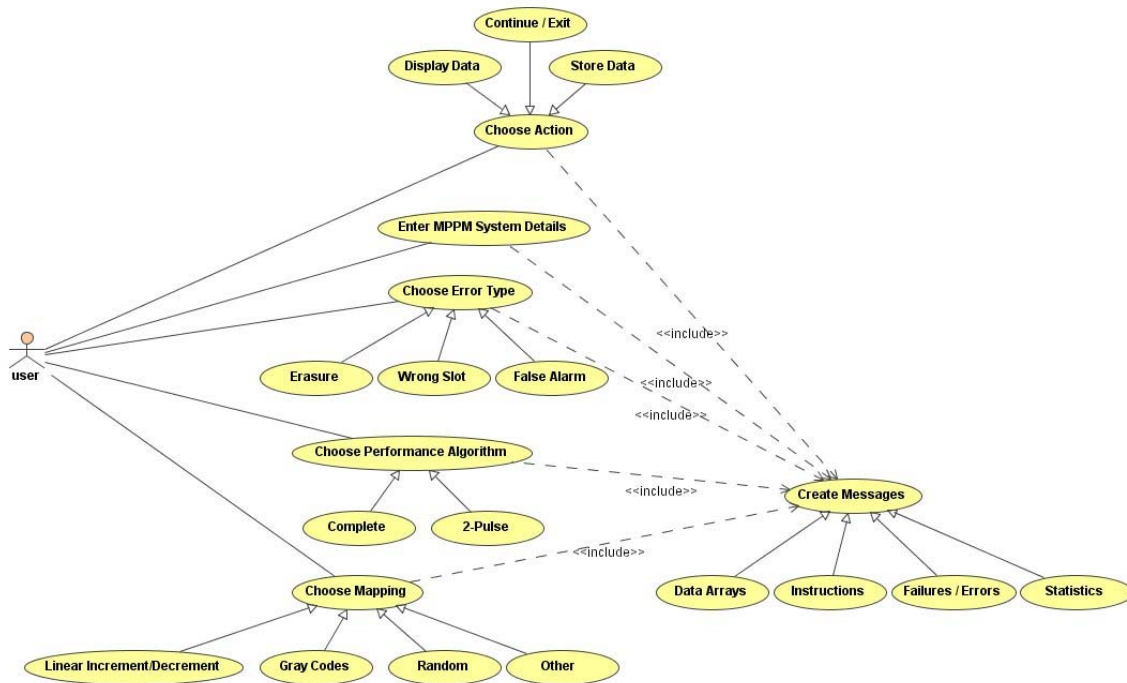 Continue / Exit
Display Data
Store Data
Choose Action
Enter MPPM System Details
Choose Error Type
<<include>>
user
Erasure
Wrong Slot
False Alarm
<<include>>
<<include>>
Choose Performance Algorithm
<<include>>
Create Messages
Complete
2-Pulse
<<include>>
Choose Mapping
Data Arrays
Instructions
Failures / Errors
Statistics
Linear Increment/Decrement
Gray Codes
Random
Other